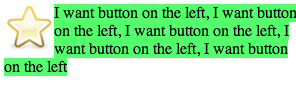 I want button on the left, I want button
on the left, I want button on the left, I
want button on the left, I want button
on the left